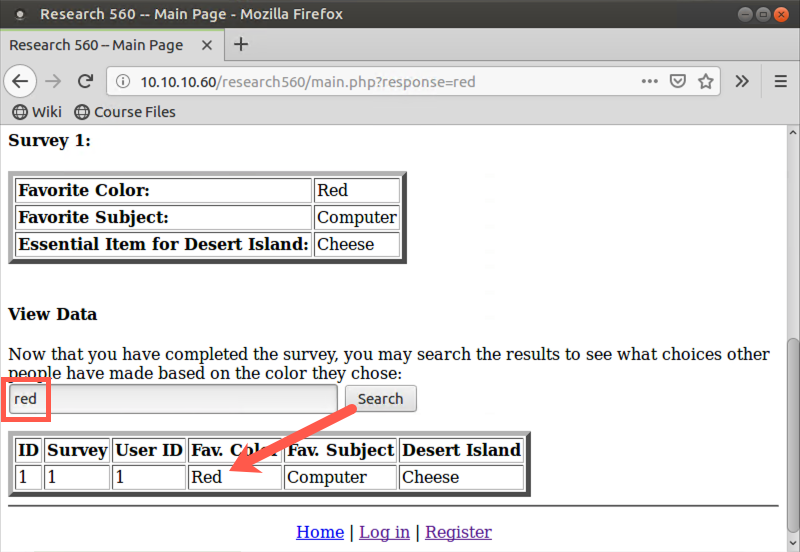 Research 560 -- Main Page - Mozilla Firefox
Research 560 – Main Page
10.10.10.60/research560/main.php?response=red
Wiki Course Files
Survey 1:
Favorite Color: Red
Favorite Subject: Computer
Essential Item for Desert Island: Cheese
View Data
Now that you have completed the survey, you may search the results to see what choices other
people have made based on the color they chose:
red Search
ID Survey User ID Fav. Color Fav. Subject Desert Island
1 1 1 Red Computer Cheese
Home | Log in | Register